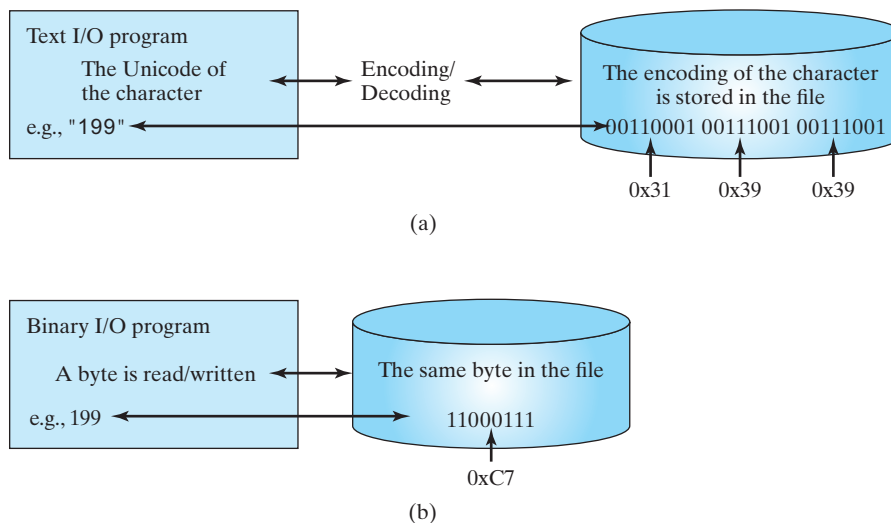 Text I/O program
The Unicode of
the character
e.g., "199"
Encoding/
Decoding
The encoding of the character
is stored in the file
00110001 00111001 00111001
0x31 0x39 0x39
(a)
Binary I/O program
A byte is read/written
e.g., 199
The same byte in the file
11000111
0xC7
(b)